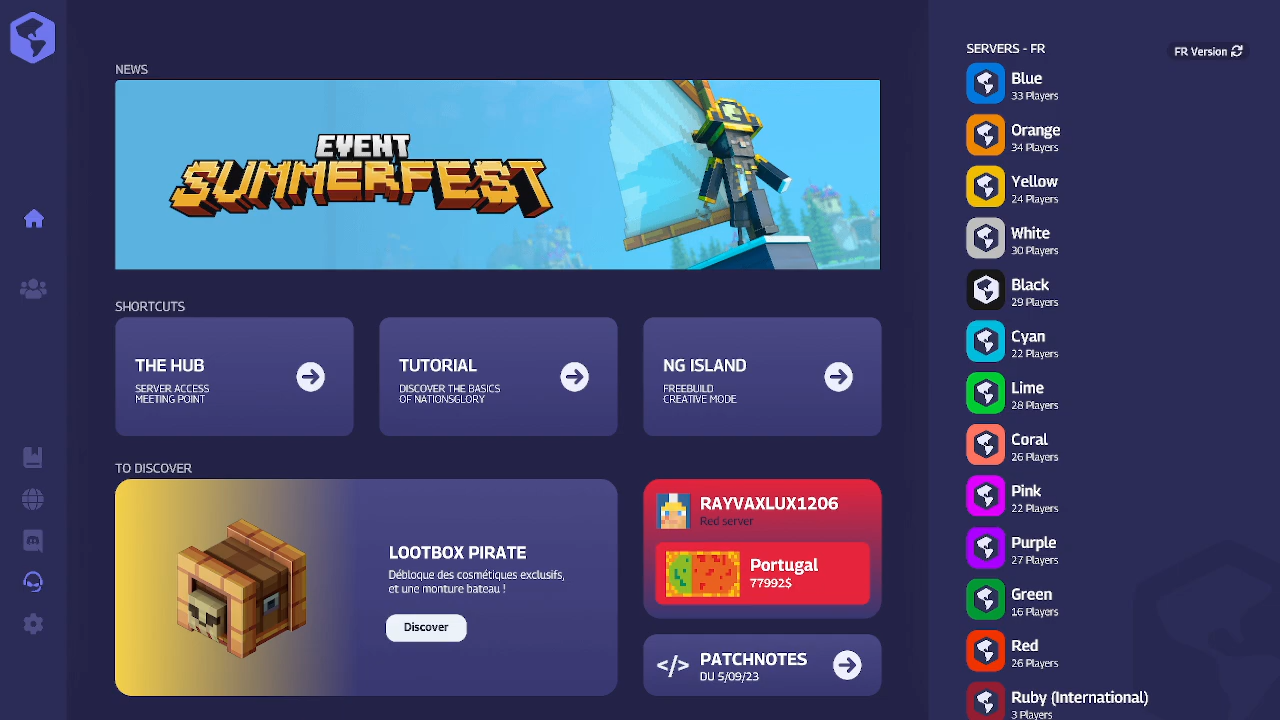 NEWS
EVENT
SUMMERFEST
SHORTCUTS
THE HUB
SERVER ACCESS
MEETING POINT
TUTORIAL
DISCOVER THE BASICS
OF NATIONSGLORY
NG ISLAND
FREEBUILD
CREATIVE MODE
TO DISCOVER
LOOTBOX PIRATE
Débloque des cosmétiques exclusifs,
et une monture bateau !
Discover
RAYVAXLUX1206
Red server
Portugal
77992$
</> PATCHNOTES
DU 5/09/23
SERVERS - FR
FR Version
Blue
33 Players
Orange
34 Players
Yellow
24 Players
White
30 Players
Black
29 Players
Cyan
22 Players
Lime
28 Players
Coral
26 Players
Pink
22 Players
Purple
27 Players
Green
16 Players
Red
26 Players
Ruby (International)
3 Players